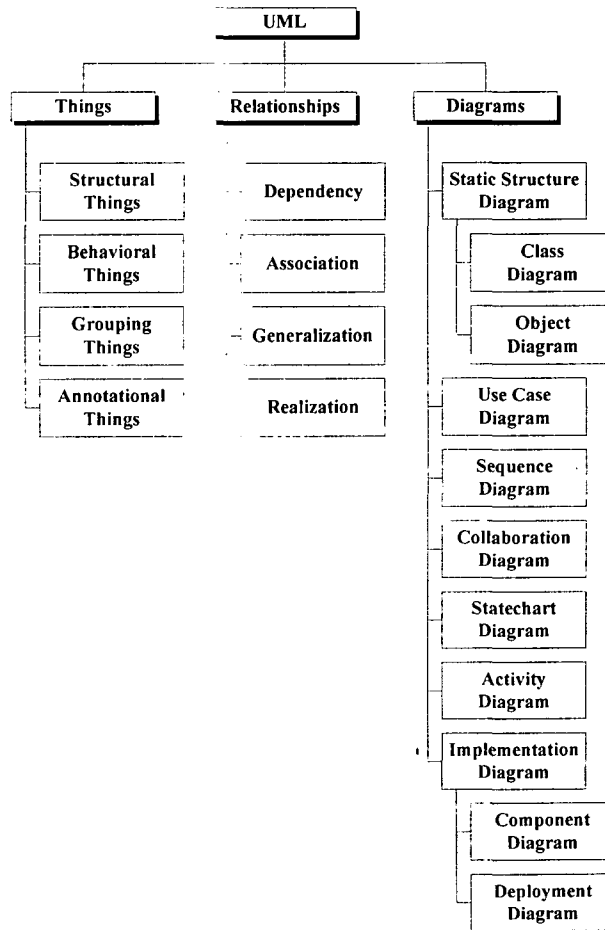 UML
Things
Relationships
Diagrams
Structural
Things
Behavioral
Things
Grouping
Things
Annotational
Things
Dependency
Association
Generalization
Realization
Static Structure
Diagram
Class
Diagram
Object
Diagram
Use Case
Diagram
Sequence
Diagram
Collaboration
Diagram
Statechart
Diagram
Activity
Diagram
Implementation
Diagram
Component
Diagram
Deployment
Diagram